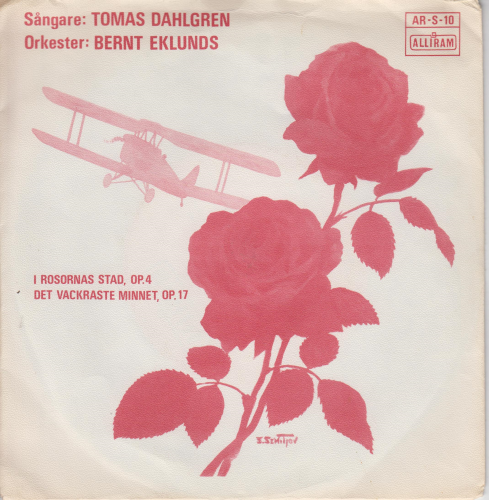 Sångare: TOMAS DAHLGREN
Orkester: BERNT EKLUNDS
AR-S-10
ALLIRAM
I ROSORNAS STAD, OP.4
DET VACKRASTE MINNET, OP.17